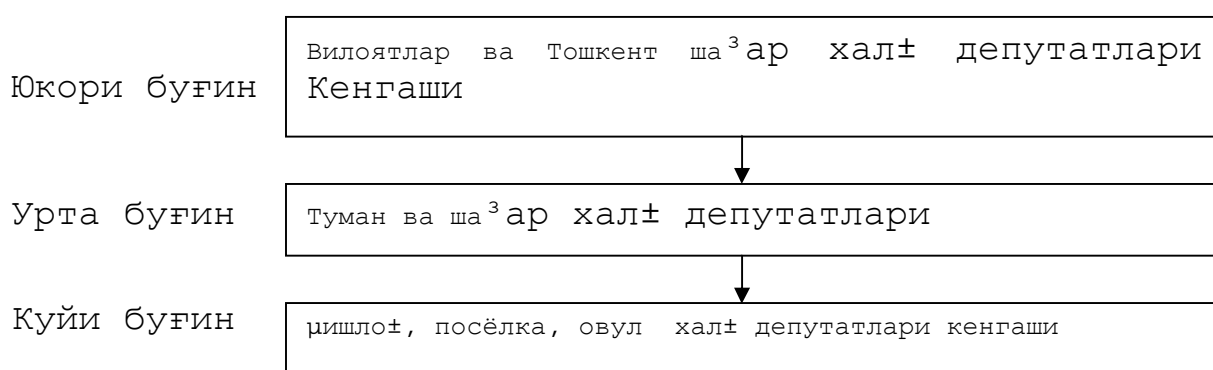 Вилоятлар ва Тошкент ша³ар хал± депутатлари
Юкори буғин Кенгаши
Урта буғин Туман ва ша³ар хал± депутатлари
Куйи буғин µишло±, посёлка, овул хал± депутатлари кенгаши